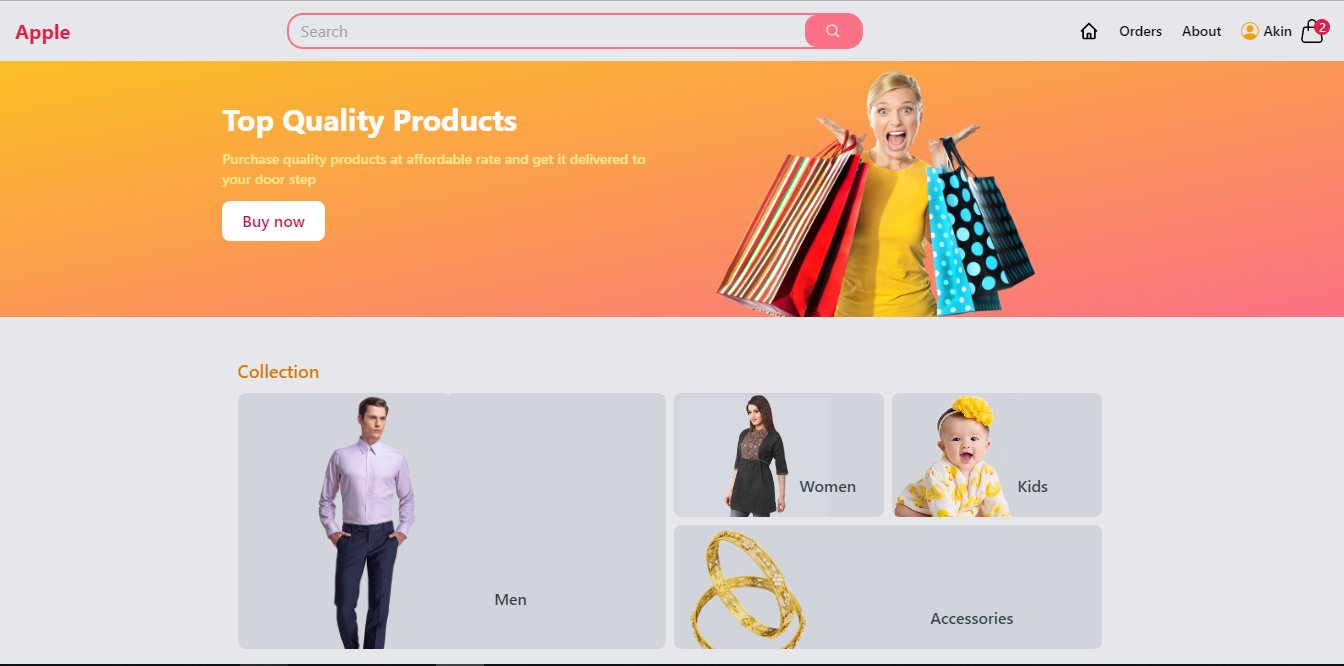 Apple
Search
Orders
About
Akin
2
Top Quality Products
Purchase quality products at affordable rate and get it delivered to
your door step
Buy now
Collection
Women
Kids
Men
Accessories